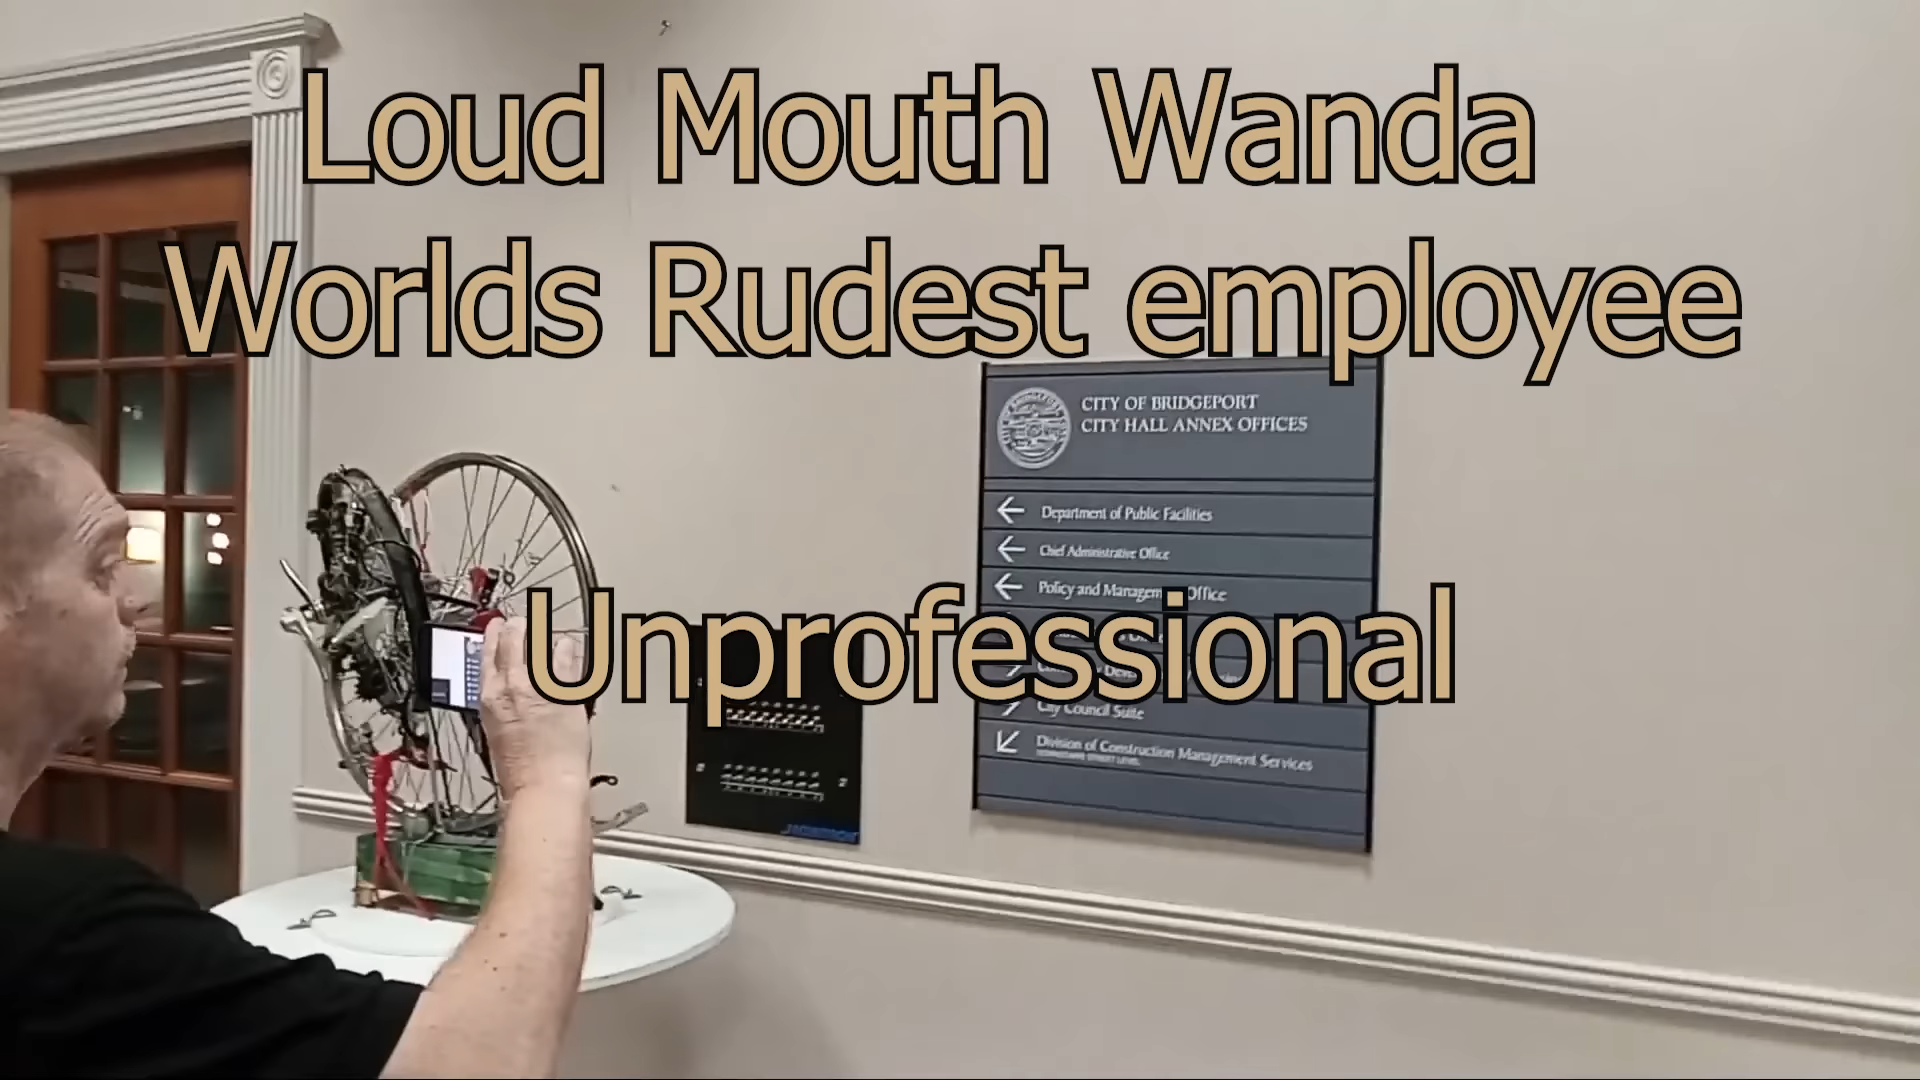 Loud Mouth Wanda
Worlds Rudest employee
CITY OF BRIDGEPORT
CITY HALL ANNEX OFFICES
Department of Public Facilities
Chief Administrative Office
Policy and Management Office
Unprofessional
City Council Suite
Division of Construction Management Services